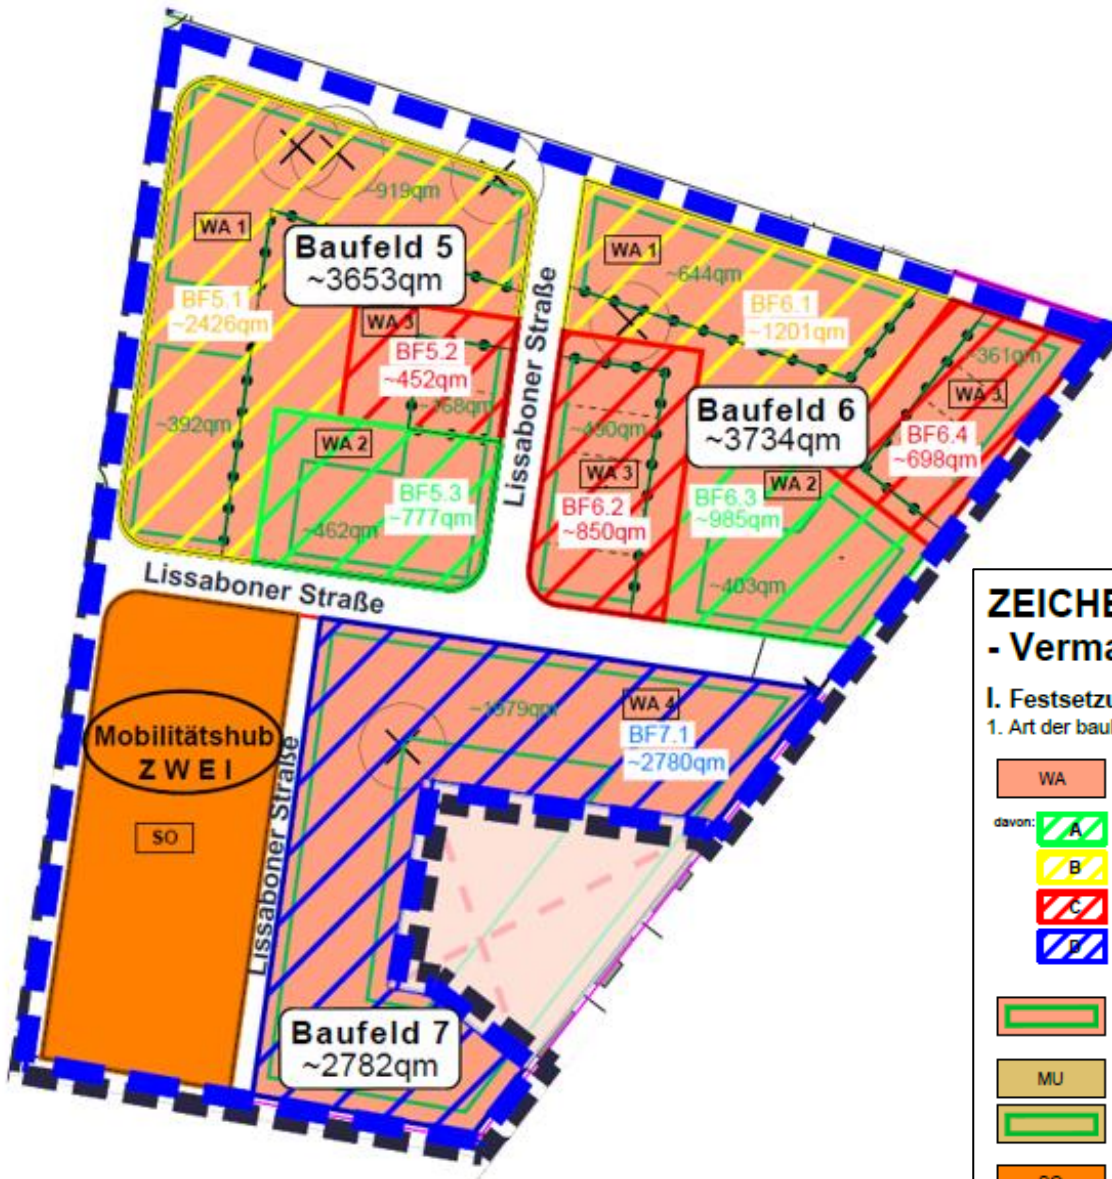 ~919qm
WA 1
Baufeld 5
~3653qm
BF5.1
~2426qm
WA 3
BF5.2
~452qm
~168qm
~392qm
WA 2
BF5.3
~777qm
~462qm
Lissaboner Straße
WA 1
~644qm
BF6.1
~1201qm
~361qm
WA 3
Baufeld 6
~3734qm
BF6.4
~698qm
WA 3
BF6.2
~850qm
WA 2
BF6.3
~985qm
~403qm
Lissaboner Straße
Mobilitätshub
ZWEI
SO
Lissaboner Straße
~1979qm
WA 4
BF7.1
~2780qm
Baufeld 7
~2782qm
ZEICHE
- Verma
I. Festsetzu
1. Art der baul
WA
davon:
A
B
C
D
MU